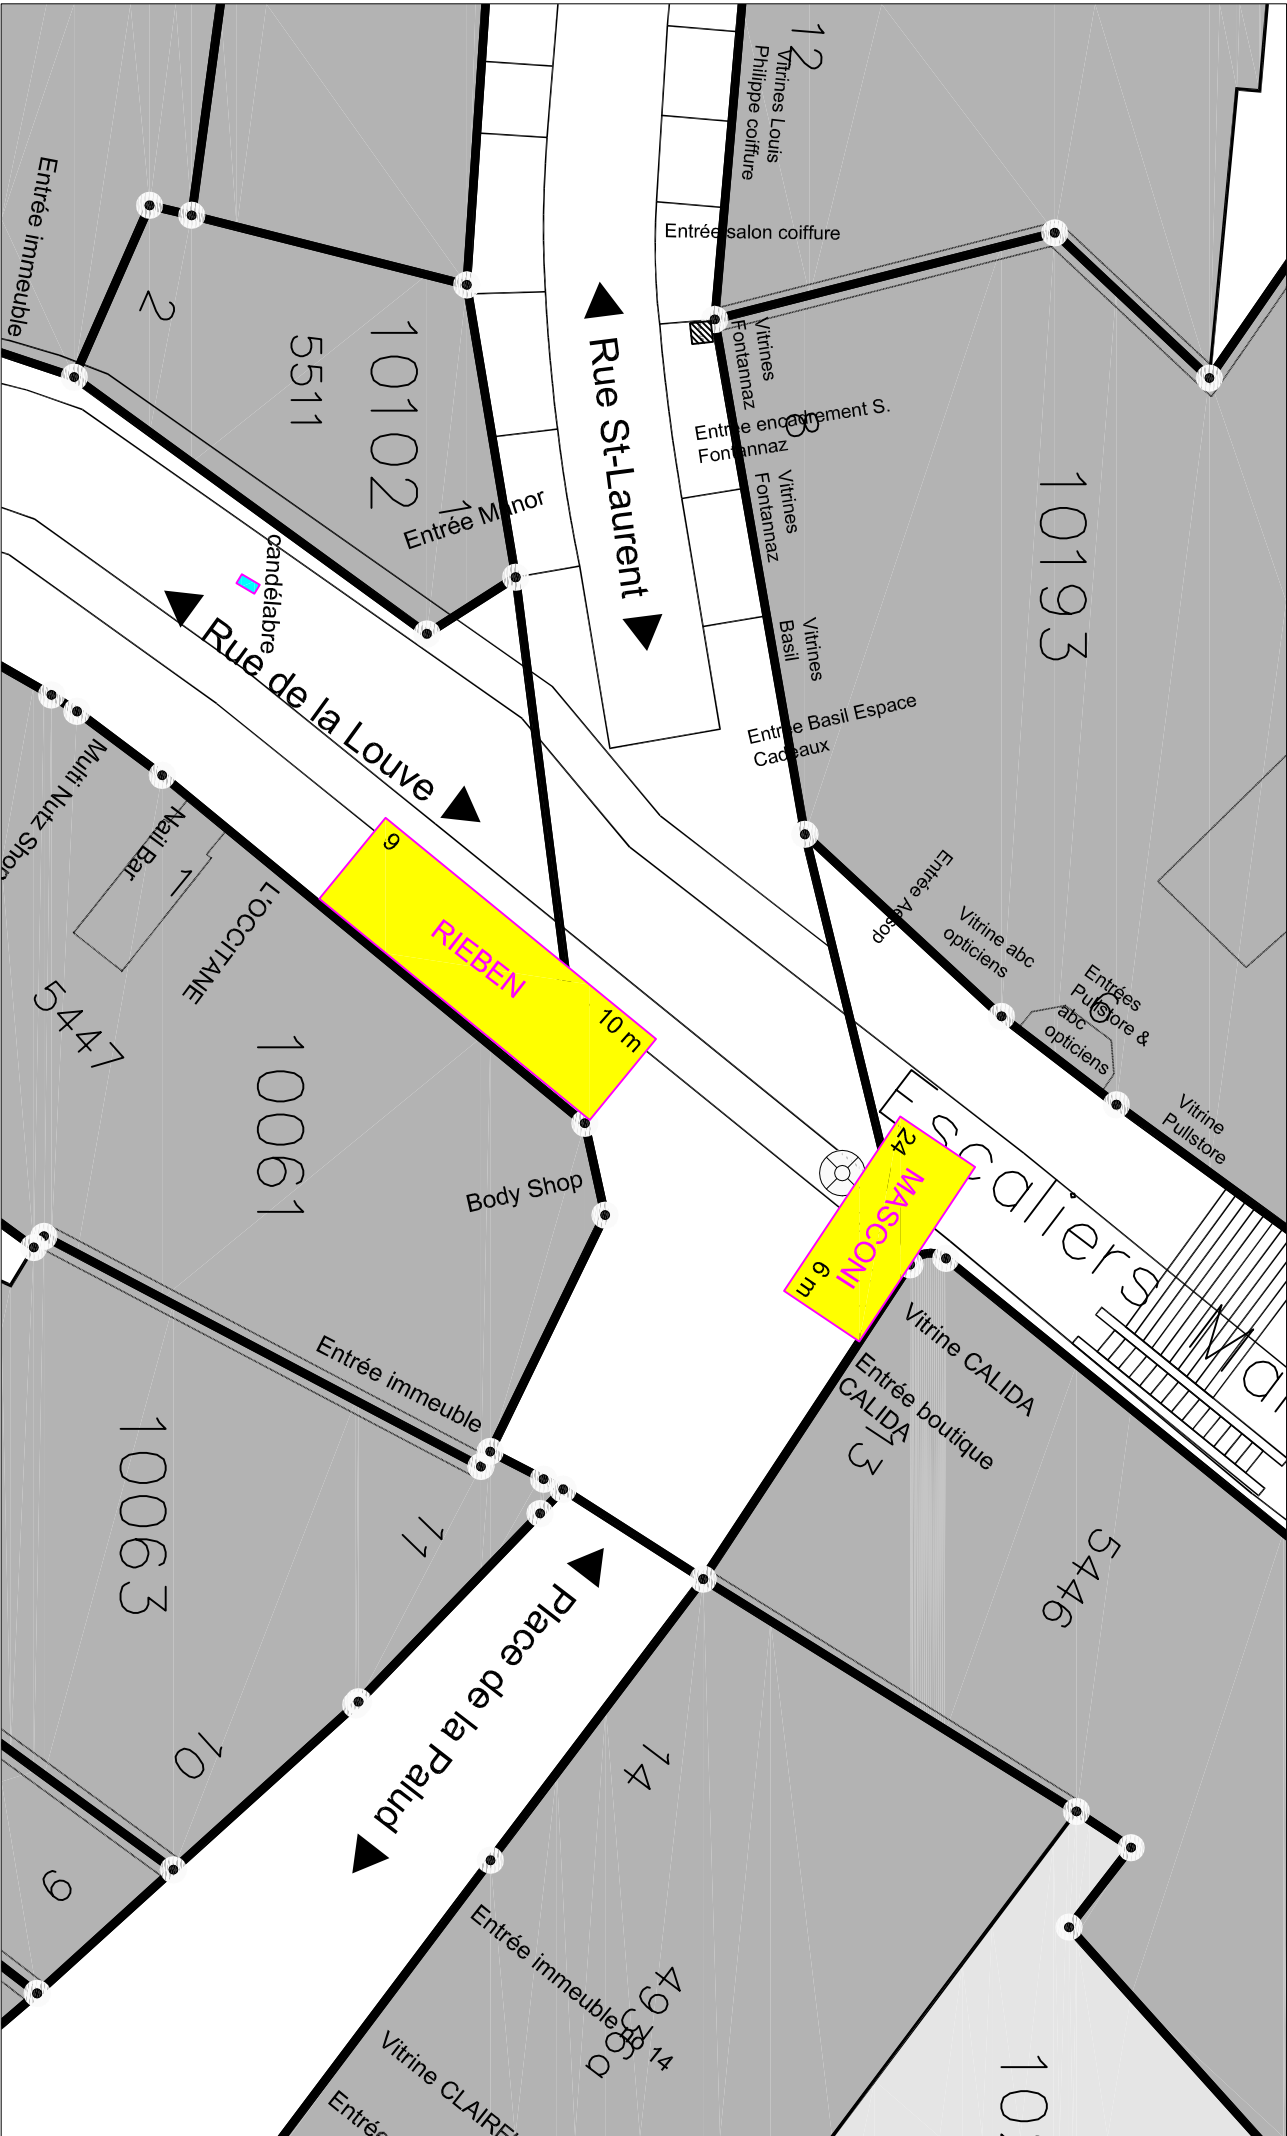 12
Vitrines Louis
Philippe coiffure
Entrée salon coiffure
Entrée immeuble
2
5511
10102
1
Entrée Manor
Rue St-Laurent
Vitrines
Fontannaz
8
Entrée encadrement S.
Fontannaz
Vitrines
Fontannaz
10193
Vitrines
Basil
Entrée Basil Espace
Cadeaux
candélabre
Rue de la Louve
Multi Nutz Shop
Nail Bar
1
L'OCCITANE
5447
10061
9
RIEBEN
10 m
Entrée Aesop
Vitrine abc
opticiens
6
Entrées
Pullstore &
abc
opticiens
Vitrine
Pullstore
Escaliers
24
MASCONI
6 m
Body Shop
Vitrine CALIDA
Entrée boutique
CALIDA
13
5446
Entrée immeuble
10063
11
10
9
Place de la Palud
14
Entrée immeuble no 14
Vitrine